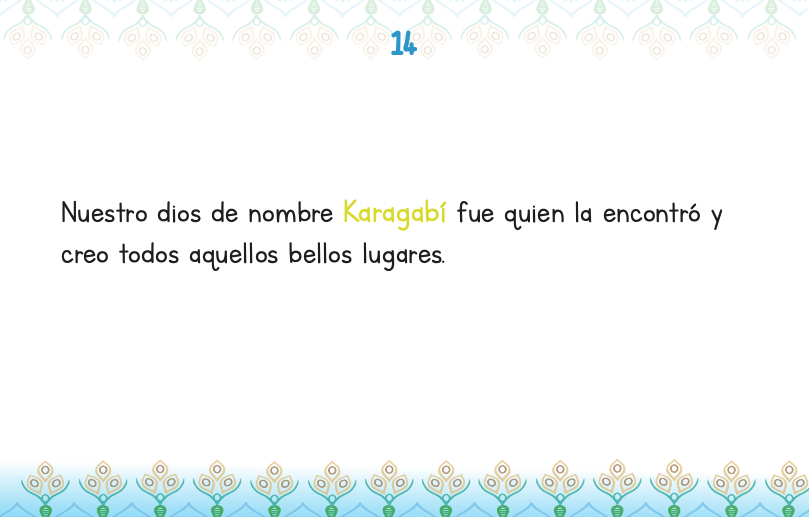 14
Nuestro dios de nombre Karagabí fue quien la encontró y
creo todos aquellos bellos lugares.